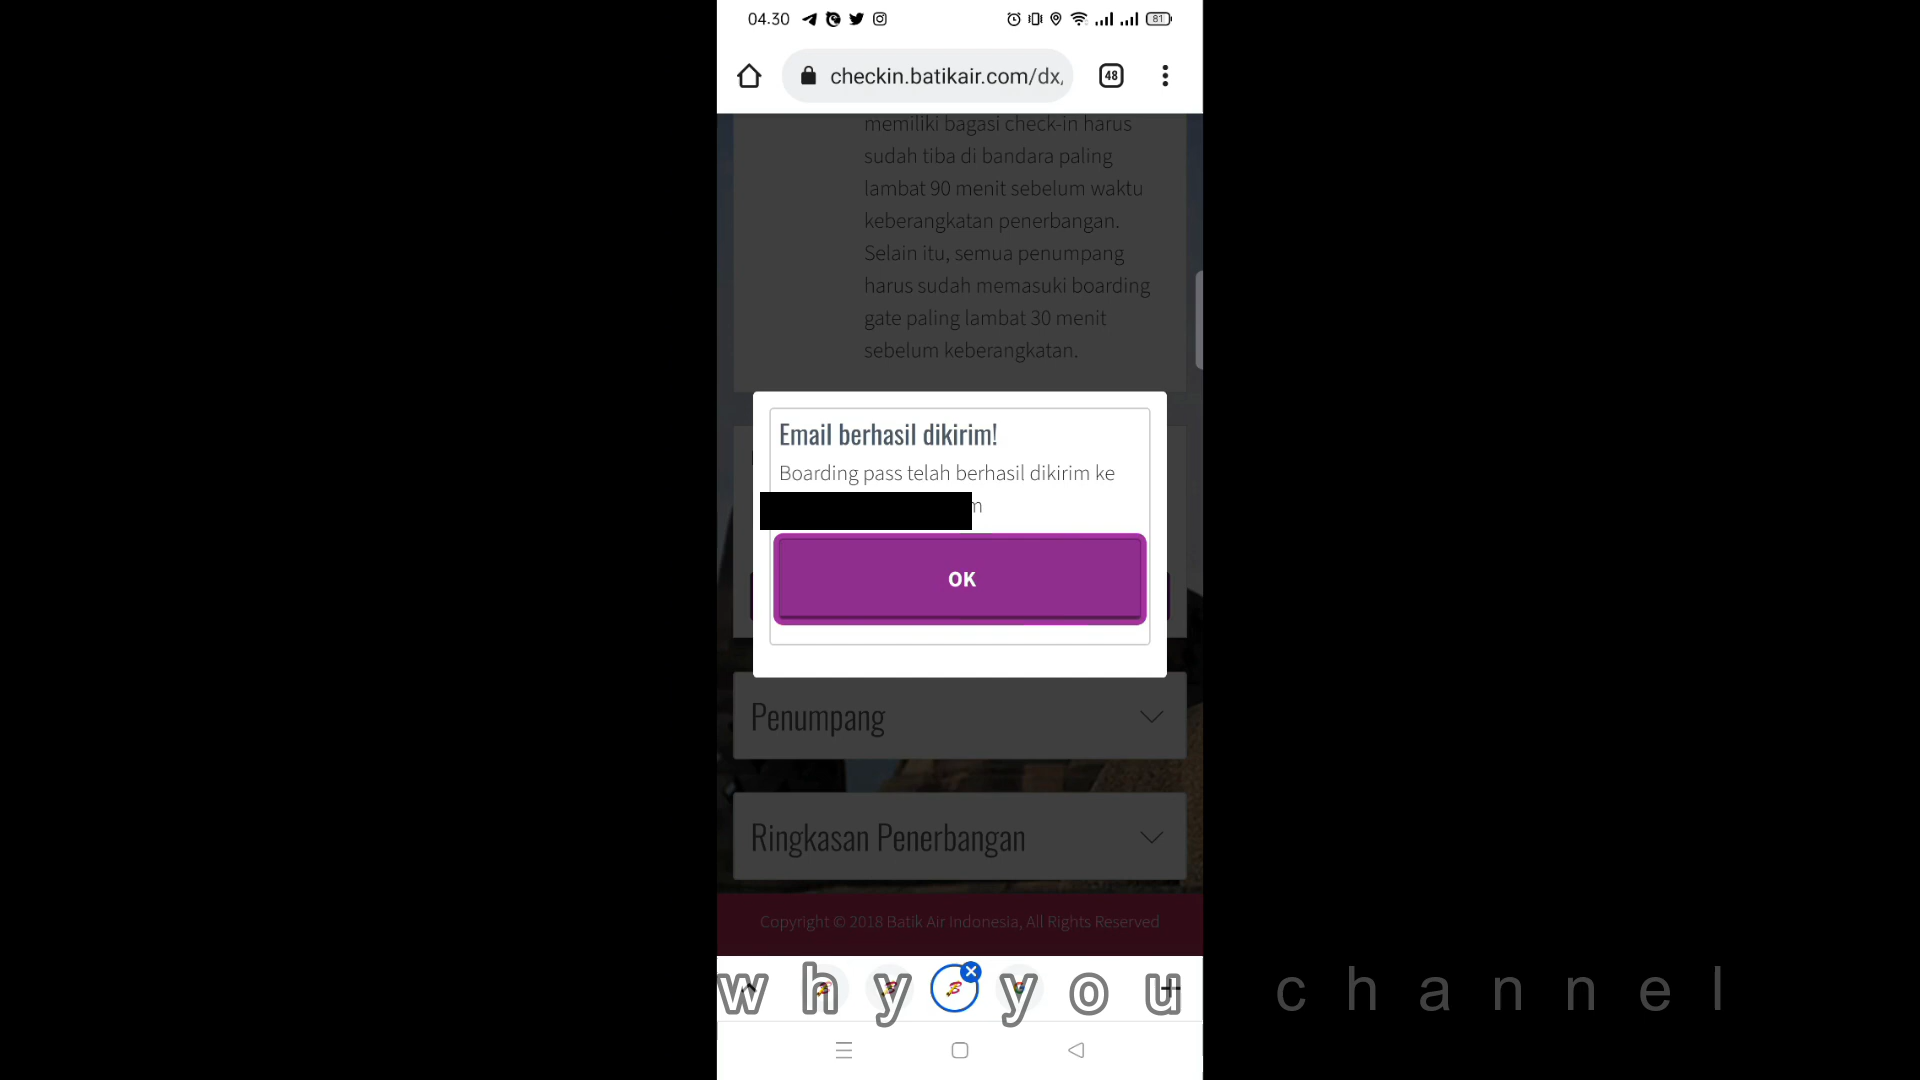 04.30
81
checkin.batikair.com/dx/
48
memiliki bagasi check-in harus
sudah tiba di bandara paling
lambat 90 menit sebelum waktu
keberangkatan penerbangan.
Selain itu, semua penumpang
harus sudah memasuki boarding
gate paling lambat 30 menit
sebelum keberangkatan.
Email berhasil dikirim!
Boarding pass telah berhasil dikirim ke
m
OK
Penumpang
Ringkasan Penerbangan
Copyright © 2018 Batik Air Indonesia, All Rights Reserved
whyyou channel